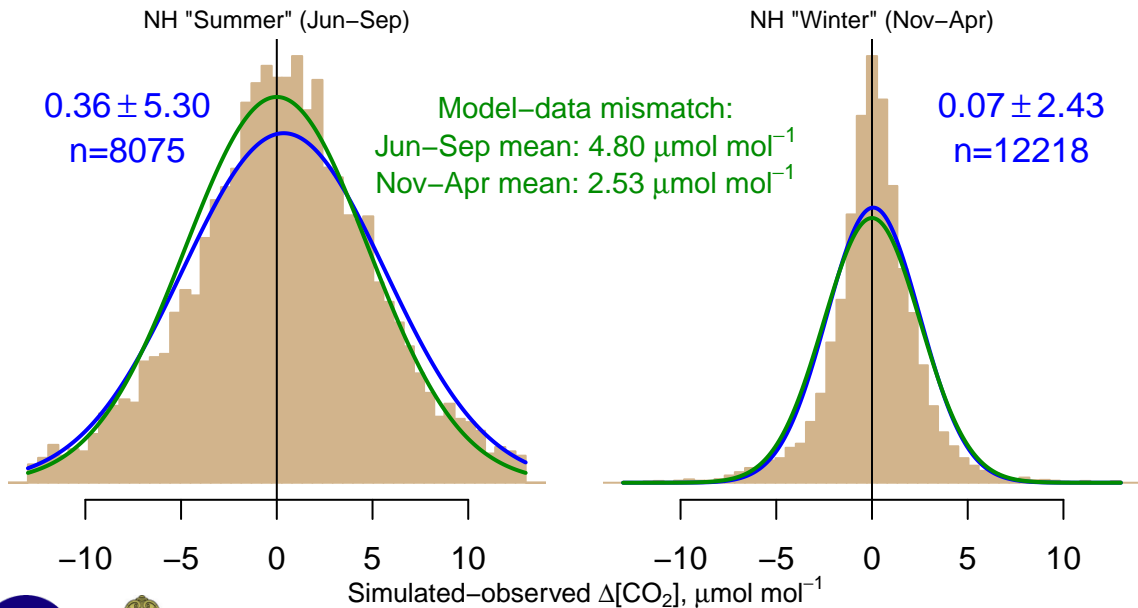 NH "Summer" (Jun−Sep)
0.36 ± 5.30
n=8075
Model−data mismatch:
Jun−Sep mean: 4.80 μmol mol⁻¹
Nov−Apr mean: 2.53 μmol mol⁻¹
NH "Winter" (Nov−Apr)
0.07 ± 2.43
n=12218
−10 −5 0 5 10
−10 −5 0 5 10
Simulated−observed Δ[CO₂], μmol mol⁻¹